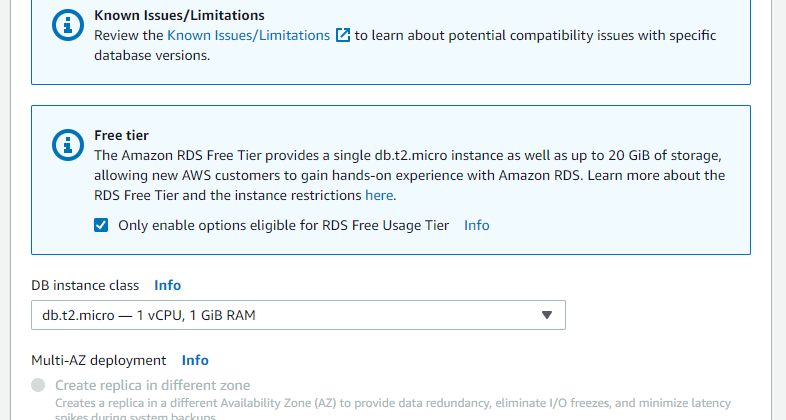 Known Issues/Limitations
Review the Known Issues/Limitations to learn about potential compatibility issues with specific
database versions.
Free tier
The Amazon RDS Free Tier provides a single db.t2.micro instance as well as up to 20 GiB of storage,
allowing new AWS customers to gain hands-on experience with Amazon RDS. Learn more about the
RDS Free Tier and the instance restrictions here.
Only enable options eligible for RDS Free Usage Tier Info
DB instance class Info
db.t2.micro — 1 vCPU, 1 GiB RAM
Multi-AZ deployment Info
Create replica in different zone
Creates a replica in a different Availability Zone (AZ) to provide data redundancy, eliminate I/O freezes, and minimize latency
spikes during system backups.